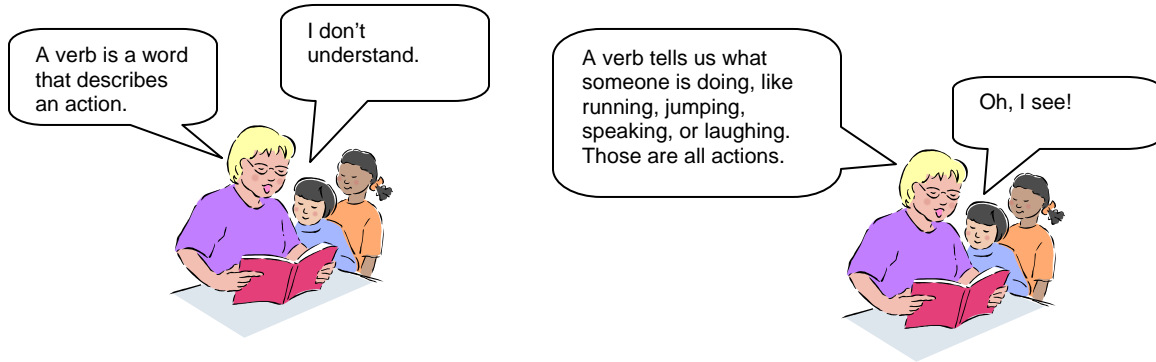 A verb is a word
that describes
an action.
I don’t
understand.
A verb tells us what
someone is doing, like
running, jumping,
speaking, or laughing.
Those are all actions.
Oh, I see!